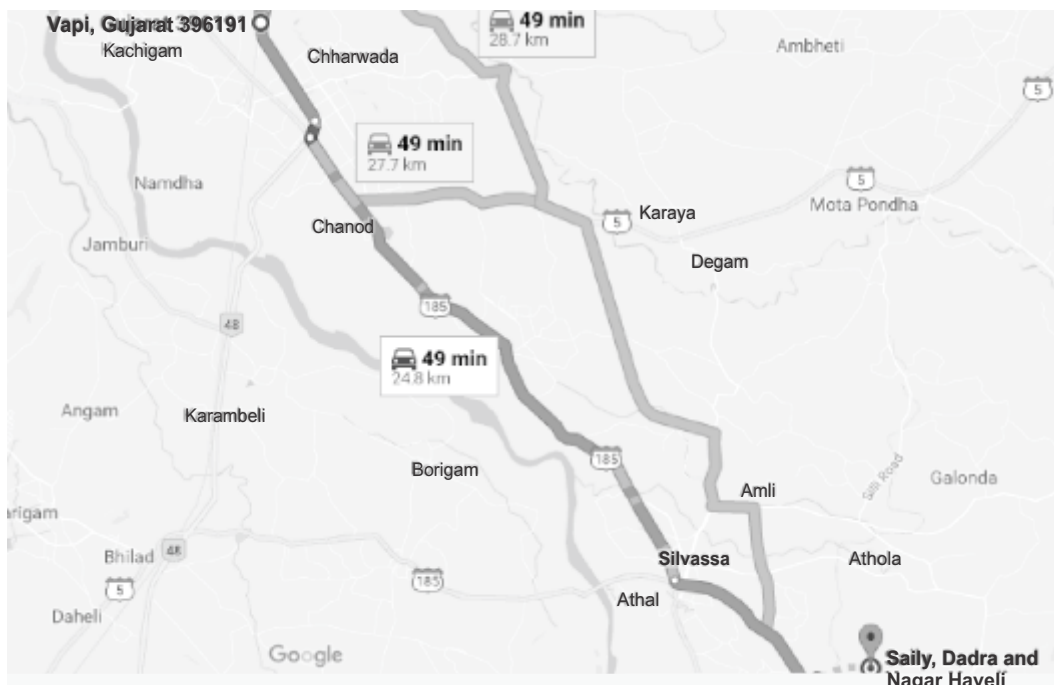 Vapi, Gujarat 396191
49 min
28.7 km
Kachigam
Chharwada
Ambheti
5
49 min
27.7 km
Namdha
5
Mota Pondha
Karaya
5
Chanod
Jamburi
Degam
185
48
49 min
24.8 km
Angam
Karambeli
185
Borigam
Silli Road
Galonda
Amli
arigam
Bhilad
48
Silvassa
Athola
185
5
Athal
Daheli
Google
Saily, Dadra and
Nagar Haveli